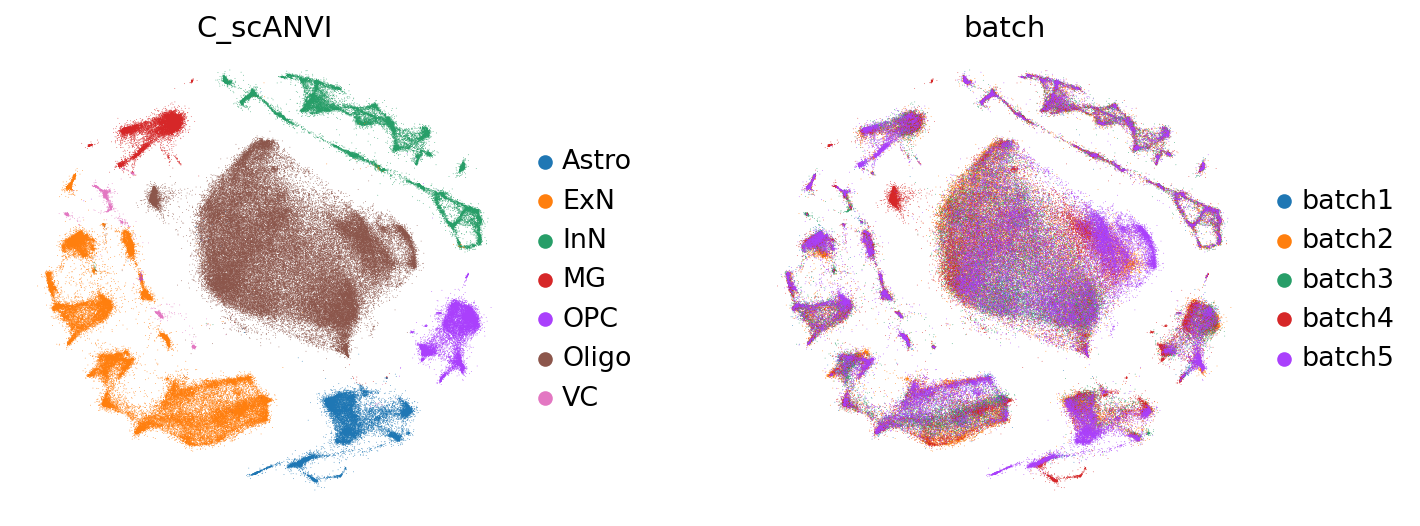 C_scANVI
Astro
ExN
InN
MG
OPC
Oligo
VC
batch
batch1
batch2
batch3
batch4
batch5